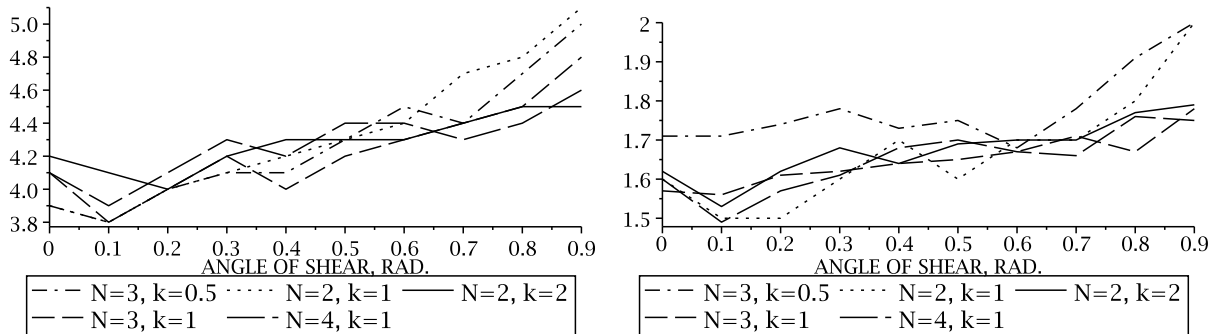 5.0
4.8
4.6
4.4
4.2
4.0
3.8
0 0.1 0.2 0.3 0.4 0.5 0.6 0.7 0.8 0.9
ANGLE OF SHEAR, RAD.
N=3, k=0.5 N=2, k=1 N=2, k=2
N=3, k=1 N=4, k=1
2
1.9
1.8
1.7
1.6
1.5
0 0.1 0.2 0.3 0.4 0.5 0.6 0.7 0.8 0.9
ANGLE OF SHEAR, RAD.
N=3, k=0.5 N=2, k=1 N=2, k=2
N=3, k=1 N=4, k=1